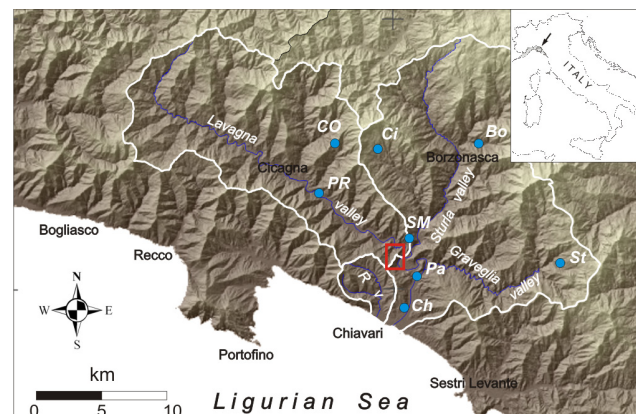 ITALY
Lavagna
CO
Ci
Bo
Borzonasca
Cicagna
PR
valley
Sturla valley
SM
Bogliasco
Recco
Graveglia
valley
St
Pa
R
Ch
Chiavari
N
W E
S
Portofino
Sestri Levante
km
0 5 10
Ligurian Sea